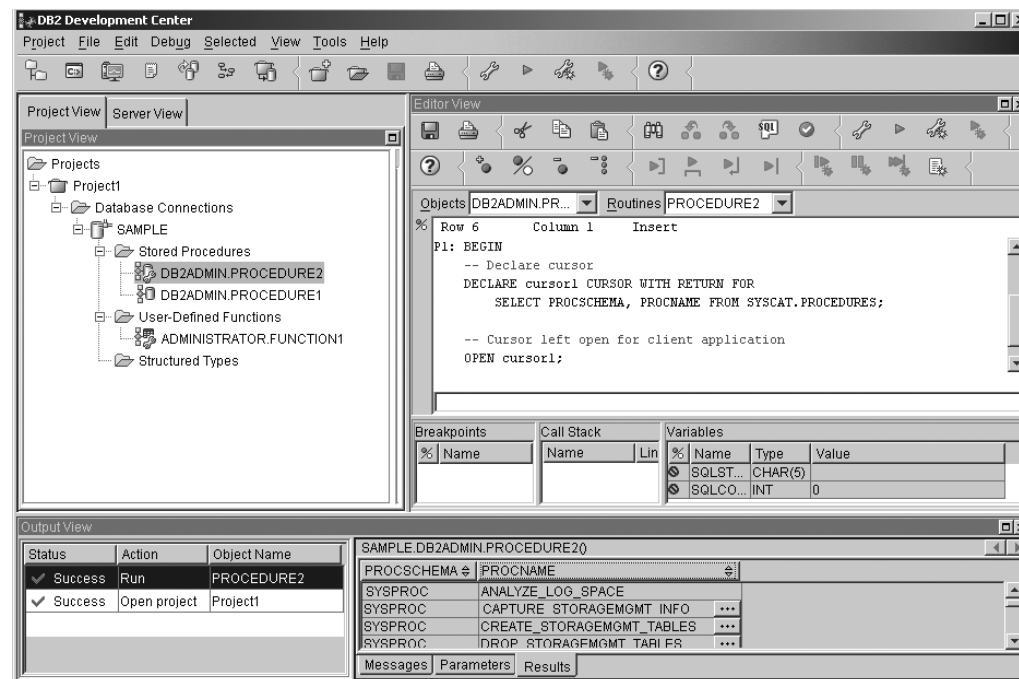 DB2 Development Center
Project File Edit Debug Selected View Tools Help
Project View Server View
Project View
Projects
Project1
Database Connections
SAMPLE
Stored Procedures
DB2ADMIN.PROCEDURE2
DB2ADMIN.PROCEDURE1
User-Defined Functions
ADMINISTRATOR.FUNCTION1
Structured Types
Editor View
SQL
Objects DB2ADMIN.PR... Routines PROCEDURE2
% Row 6 Column 1 Insert
P1: BEGIN
-- Declare cursor
DECLARE cursor1 CURSOR WITH RETURN FOR
SELECT PROCSCHEMA, PROCNAME FROM SYSCAT.PROCEDURES;
-- Cursor left open for client application
OPEN cursor1;
Breakpoints Call Stack Variables
% Name Name Lin % Name Type Value
SQLST... CHAR(5)
SQLCO... INT 0
Output View
Status Action Object Name
Success Run PROCEDURE2
Success Open project Project1
SAMPLE.DB2ADMIN.PROCEDURE2()
PROCSCHEMA PROCNAME
SYSPROC ANALYZE_LOG_SPACE
SYSPROC CAPTURE_STORAGEMGMT_INFO ...
SYSPROC CREATE_STORAGEMGMT_TABLES ...
SYSPROC DROP_STORAGEMGMT_TABLES ...
Messages Parameters Results